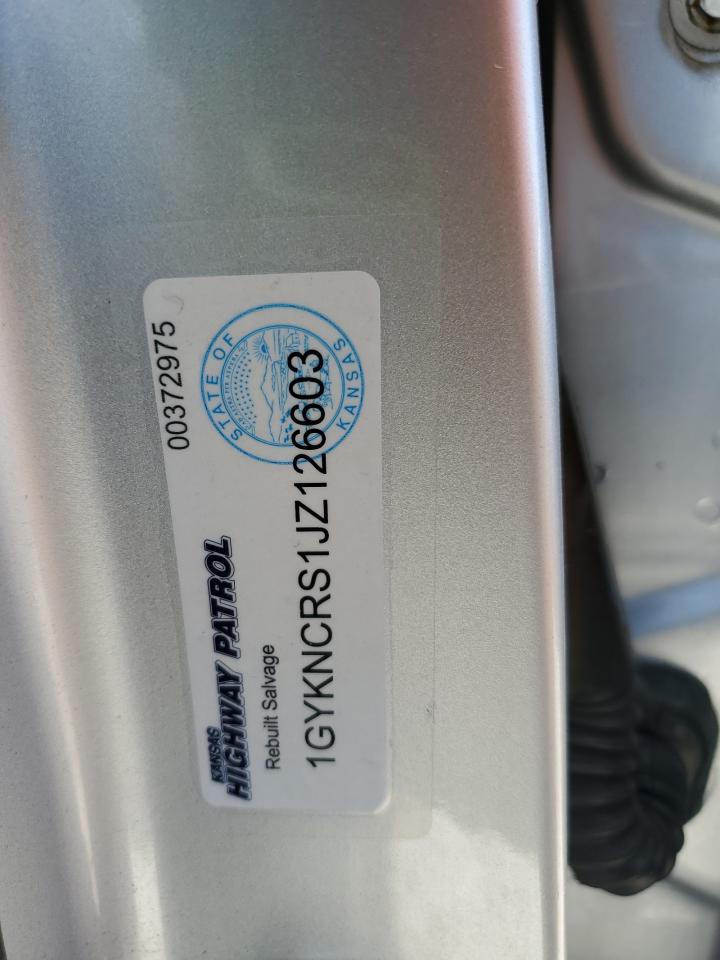 00372975
KANSAS
HIGHWAY PATROL
STATE OF
KANSAS
Rebuilt Salvage
1GYKNCRS1JZ126603